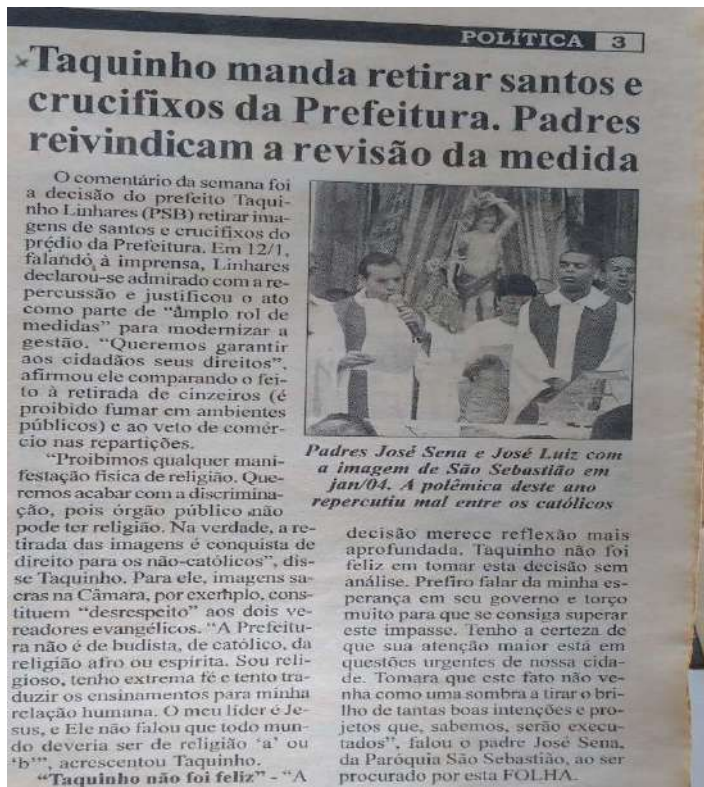 POLÍTICA 3
Taquinho manda retirar santos e
crucifixos da Prefeitura. Padres
reivindicam a revisão da medida
O comentário da semana foi
a decisão do prefeito Taqui-
nho Linhares (PSB) retirar ima-
gens de santos e crucifixos do
prédio da Prefeitura. Em 12/1,
falando à imprensa, Linhares
declarou-se admirado com a re-
percussão e justificou o ato
como parte de "âmplo rol de
medidas" para modernizar a
gestão. "Queremos garantir
aos cidadãos seus direitos",
afirmou ele comparando o fei-
to à retirada de cinzeiros (é
proibido fumar em ambientes
públicos) e ao veto de comér-
cio nas repartições.
"Proibimos qualquer mani-
festação física de religião. Que-
remos acabar com a discrimina-
ção, pois órgão público não
pode ter religião. Na verdade, a re-
tirada das imagens é conquista de
direito para os não-católicos", dis-
se Taquinho. Para ele, imagens sa-
cras na Câmara, por exemplo, cons-
tituem "desrespeito" aos dois ve-
readores evangélicos. "A Prefeitu-
ra não é de budista, de católico, da
religião afro ou espírita. Sou reli-
gioso, tenho extrema fé e tento tra-
duzir os ensinamentos para minha
relação humana. O meu líder é Je-
sus, e Ele não falou que todo mun-
do deveria ser de religião 'a' ou
'b'", acrescentou Taquinho.
"Taquinho não foi feliz" - "A
Padres José Sena e José Luiz com
a imagem de São Sebastião em
jan/04. A polêmica deste ano
repercutiu mal entre os católicos
decisão merece reflexão mais
aprofundada. Taquinho não foi
feliz em tomar esta decisão sem
análise. Prefiro falar da minha es-
perança em seu governo e torço
muito para que se consiga superar
este impasse. Tenho a certeza de
que sua atenção maior está em
questões urgentes de nossa cida-
de. Tomara que este fato não ve-
nha como uma sombra a tirar o bri-
lho de tantas boas intenções e pro-
jetos que, sabemos, serão execu-
tados", falou o padre José Sena,
da Paróquia São Sebastião, ao ser
procurado por esta FOLHA.